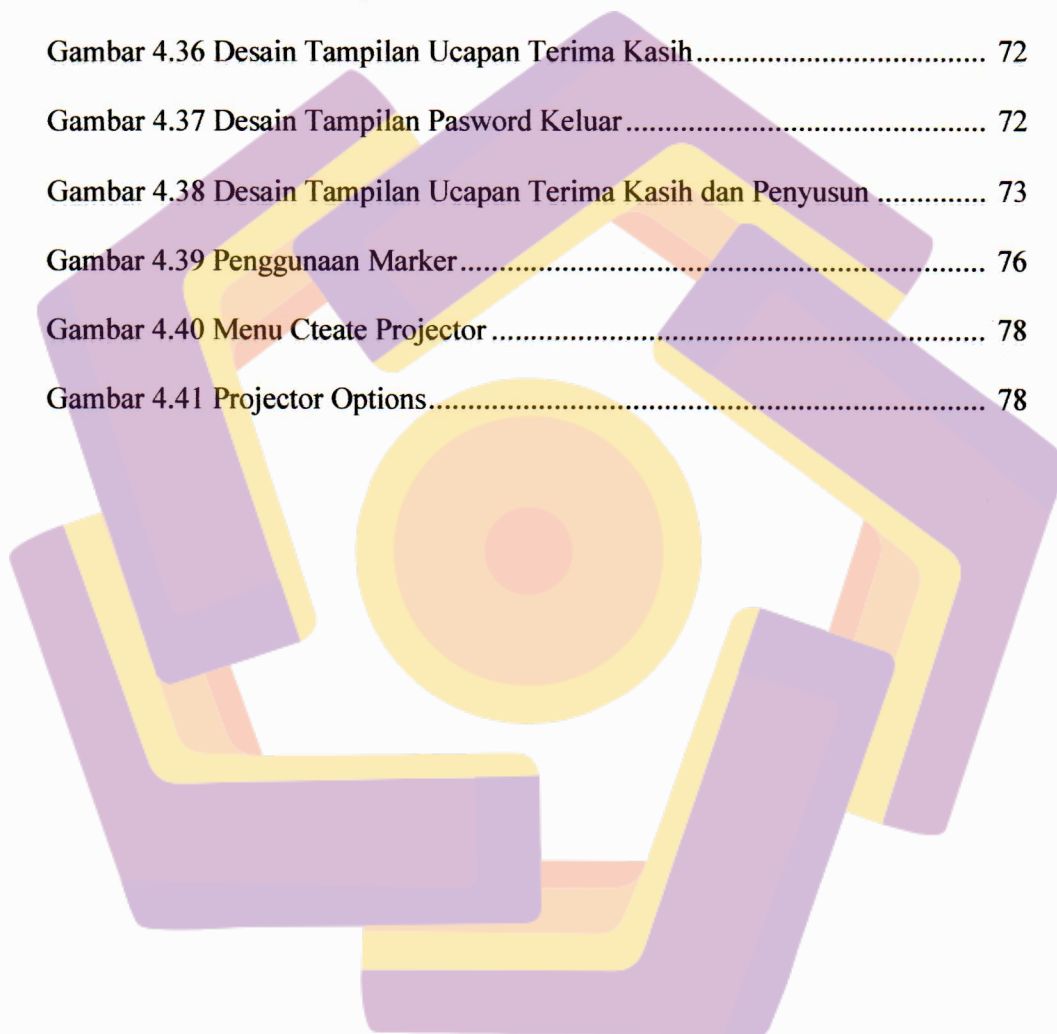 Gambar 4.36 Desain Tampilan Ucapan Terima Kasih.................................. 72
Gambar 4.37 Desain Tampilan Pasword Keluar........................................... 72
Gambar 4.38 Desain Tampilan Ucapan Terima Kasih dan Penyusun ............. 73
Gambar 4.39 Penggunaan Marker................................................................ 76
Gambar 4.40 Menu Cteate Projector ............................................................ 78
Gambar 4.41 Projector Options..................................................................... 78